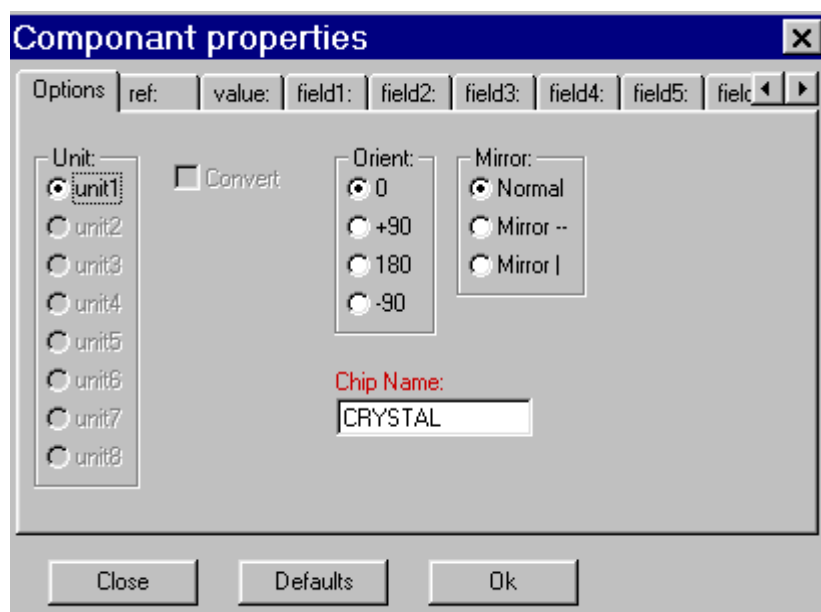 Componant properties
Options ref: value: field1: field2: field3: field4: field5:
Unit:
unit1
unit2
unit3
unit4
unit5
unit6
unit7
unit8
Convert
Orient:
0
+90
180
-90
Mirror:
Normal
Mirror --
Mirror |
Chip Name:
CRYSTAL
Close Defaults Ok